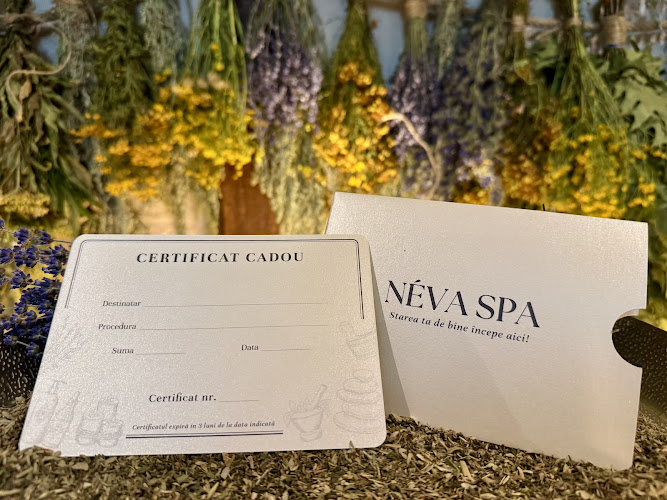 CERTIFICAT CADOU
Destinatar
Procedura
Suma
Data
Certificat nr.
Certificatul expiră în 3 luni de la data indicată
NÉVA SPA
Starea ta de bine începe aici!